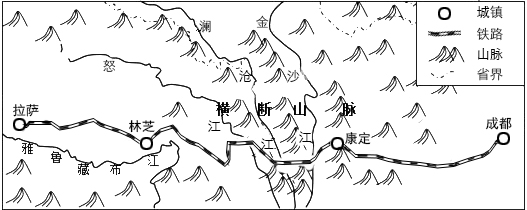 城镇
铁路
山脉
省界
澜
金
怒
沧
沙
横断山脉
拉萨
林芝
江
江
江
康定
成都
雅鲁藏布江